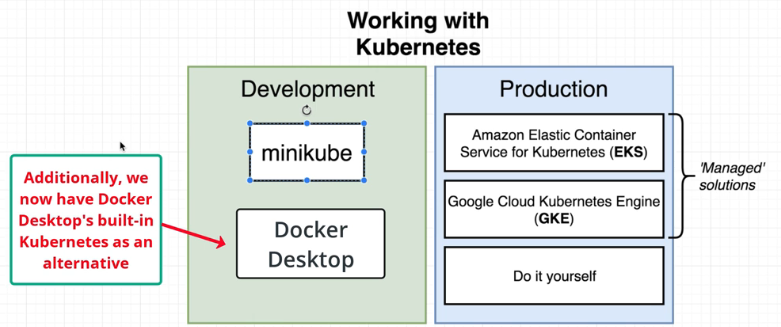 Working with
Kubernetes
Development
minikube
Additionally, we
now have Docker
Desktop's built-in
Kubernetes as an
alternative
Docker
Desktop
Production
Amazon Elastic Container
Service for Kubernetes (EKS)
Google Cloud Kubernetes Engine
(GKE)
Do it yourself
'Managed'
solutions